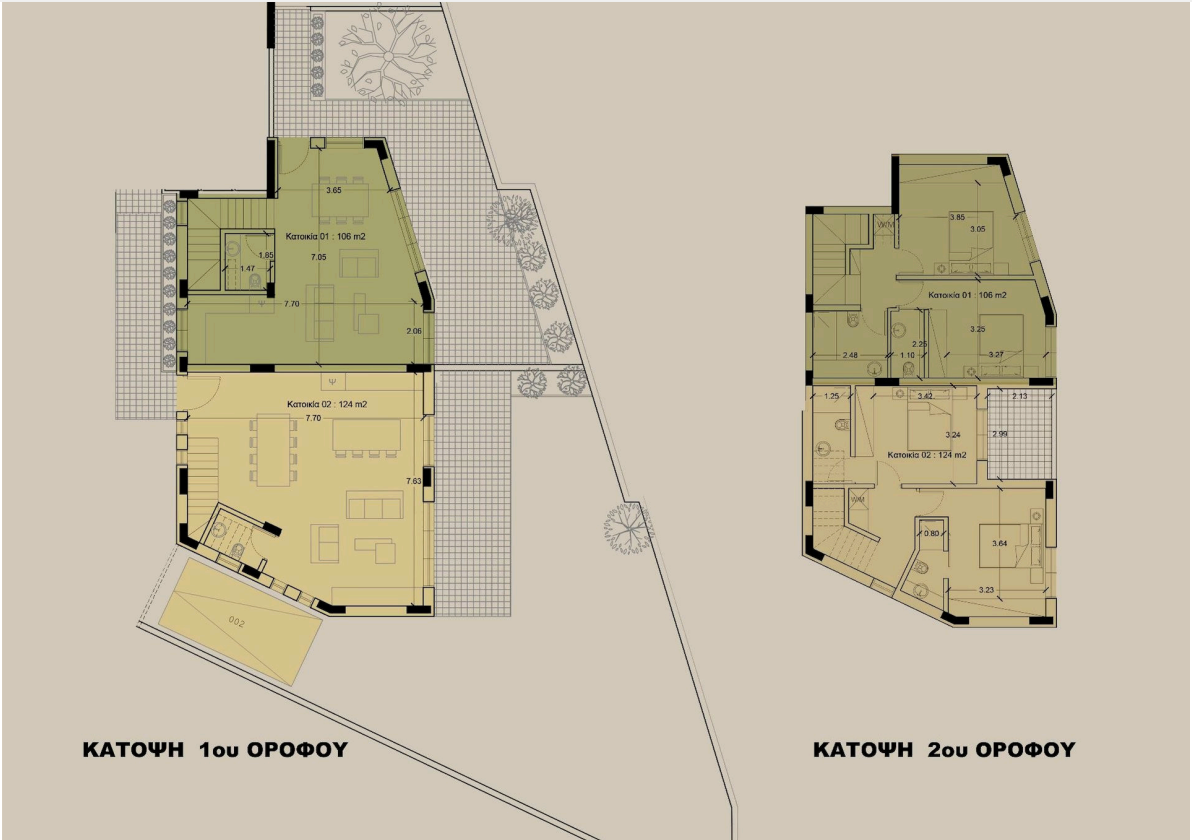 3.65
Κατοικία 01 : 106 m2
1.85
7.05
1.47
Ψ
7.70
2.06
Ψ
Κατοικία 02 : 124 m2
7.70
7.63
002
ΚΑΤΟΨΗ 1ου ΟΡΟΦΟΥ
W/M
3.85
3.05
Κατοικία 01 : 106 m2
3.25
2.25
2.48
1.10
3.27
1.25
3.42
2.13
3.24
2.99
Κατοικία 02 : 124 m2
W/M
0.80
3.64
3.23
ΚΑΤΟΨΗ 2ου ΟΡΟΦΟΥ